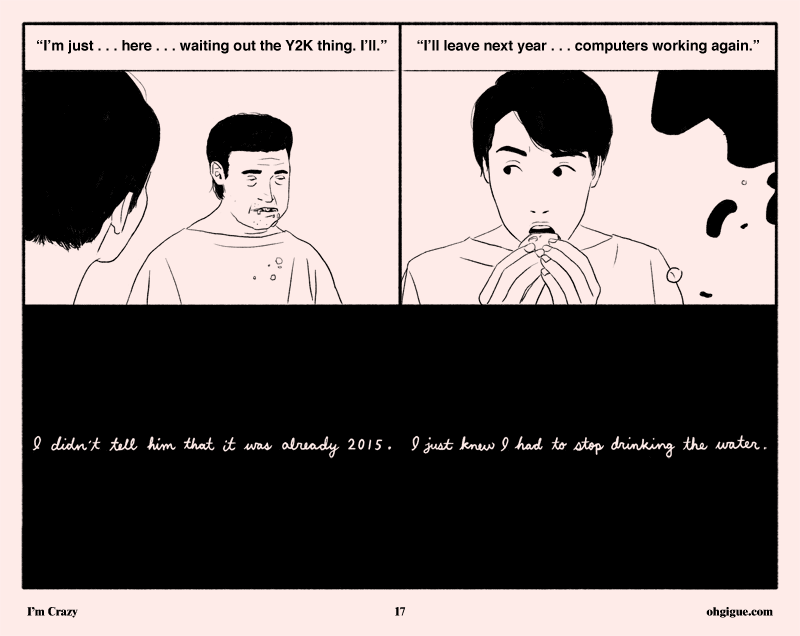 “I’m just . . . here . . . waiting out the Y2K thing. I’ll.”
“I’ll leave next year . . . computers working again.”
I didn't tell him that it was already 2015.
I just knew I had to stop drinking the water.
I’m Crazy
17
ohgigue.com